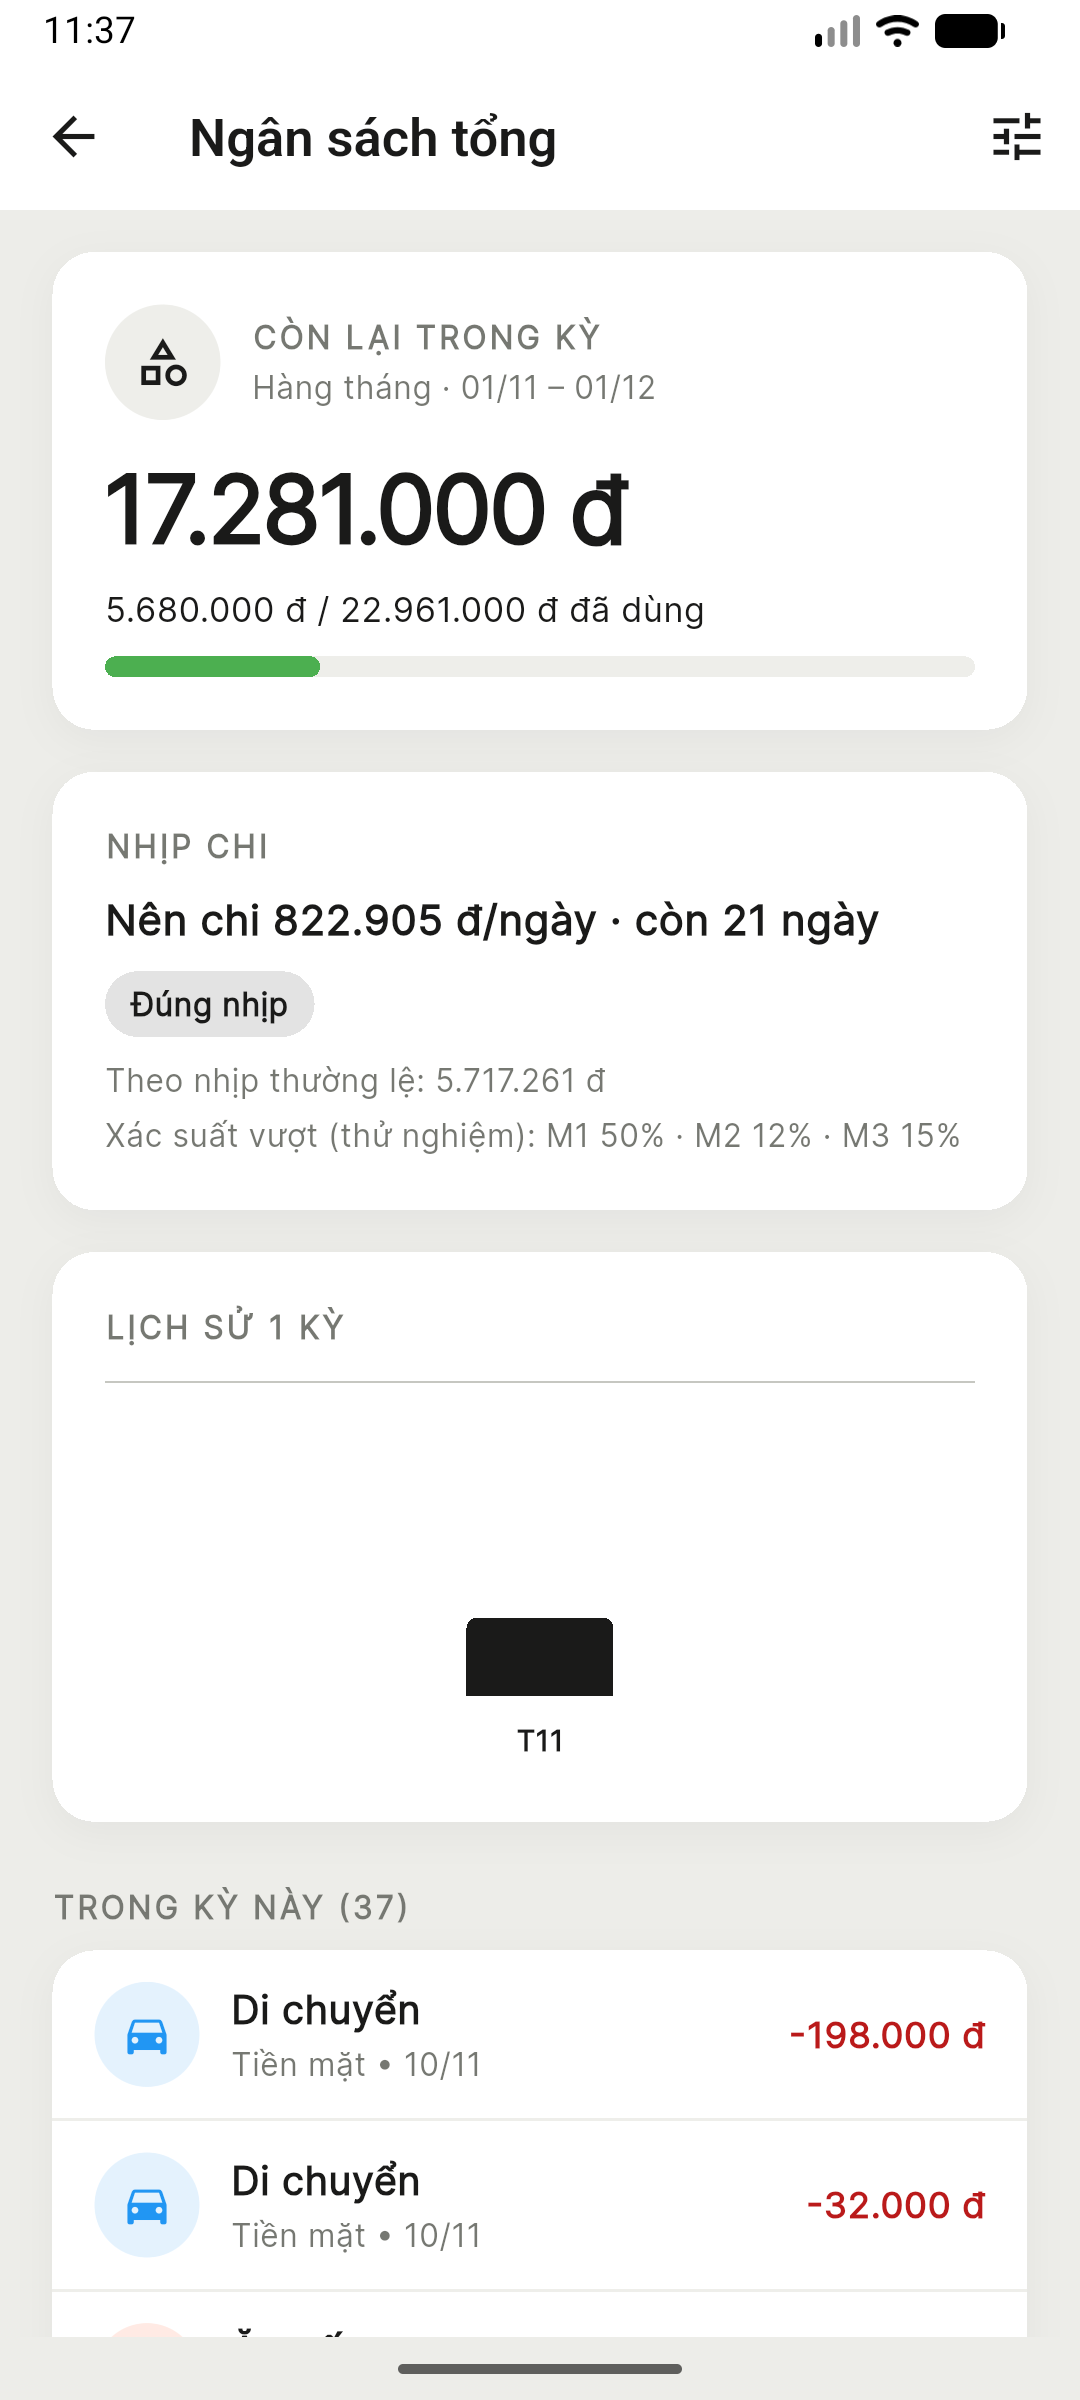 11:37
Ngân sách tổng
CÒN LẠI TRONG KỲ
Hàng tháng · 01/11 – 01/12
17.281.000 đ
5.680.000 đ / 22.961.000 đ đã dùng
NHỊP CHI
Nên chi 822.905 đ/ngày · còn 21 ngày
Đúng nhịp
Theo nhịp thường lệ: 5.717.261 đ
Xác suất vượt (thử nghiệm): M1 50% · M2 12% · M3 15%
LỊCH SỬ 1 KỲ
T11
TRONG KỲ NÀY (37)
Di chuyển
-198.000 đ
Tiền mặt • 10/11
Di chuyển
-32.000 đ
Tiền mặt • 10/11